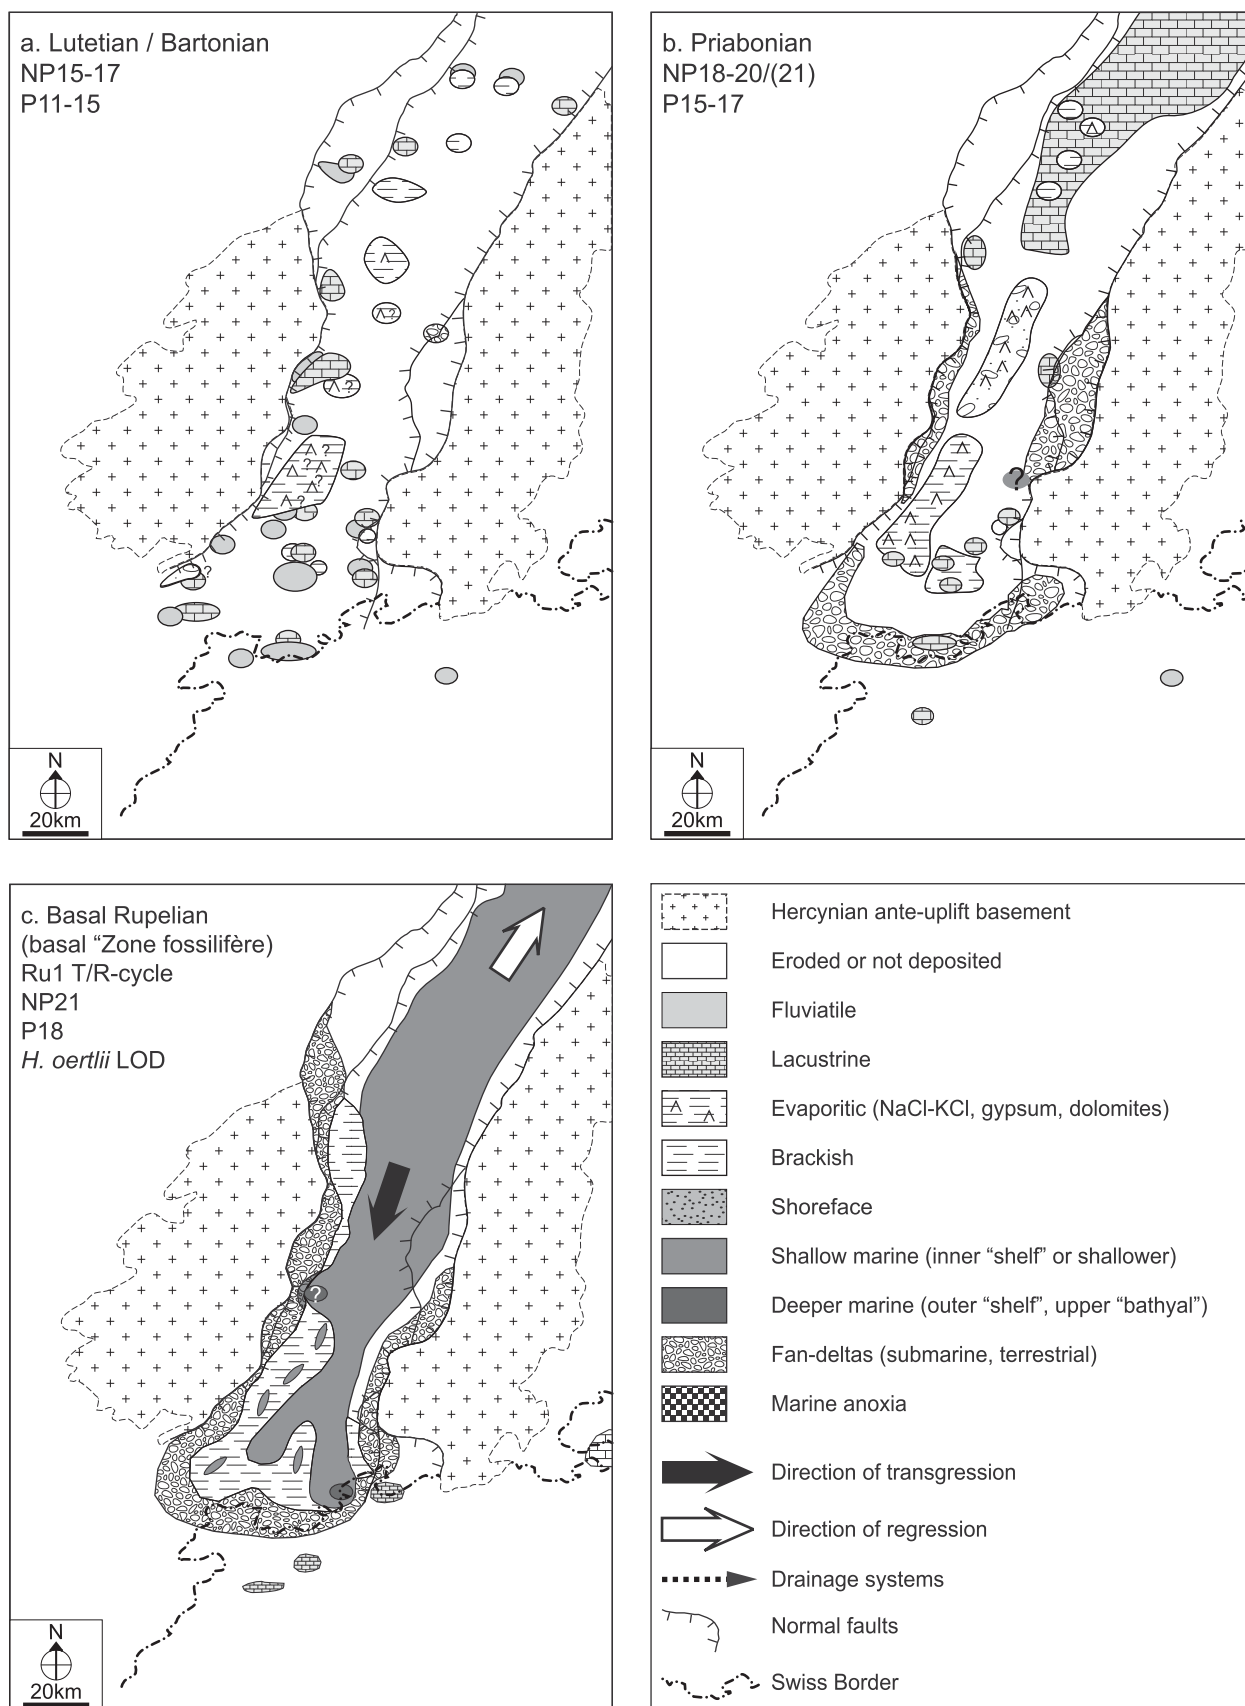 a. Lutetian / Bartonian
NP15-17
P11-15
?
?
?
?
?
?
?
?
N
20km
b. Priabonian
NP18-20/(21)
P15-17
?
N
20km
c. Basal Rupelian
(basal “Zone fossilifère)
Ru1 T/R-cycle
NP21
P18
H. oertlii LOD
?
N
20km
Hercynian ante-uplift basement
Eroded or not deposited
Fluviatile
Lacustrine
Evaporitic (NaCl-KCl, gypsum, dolomites)
Brackish
Shoreface
Shallow marine (inner “shelf” or shallower)
Deeper marine (outer “shelf”, upper “bathyal”)
Fan-deltas (submarine, terrestrial)
Marine anoxia
Direction of transgression
Direction of regression
Drainage systems
Normal faults
Swiss Border